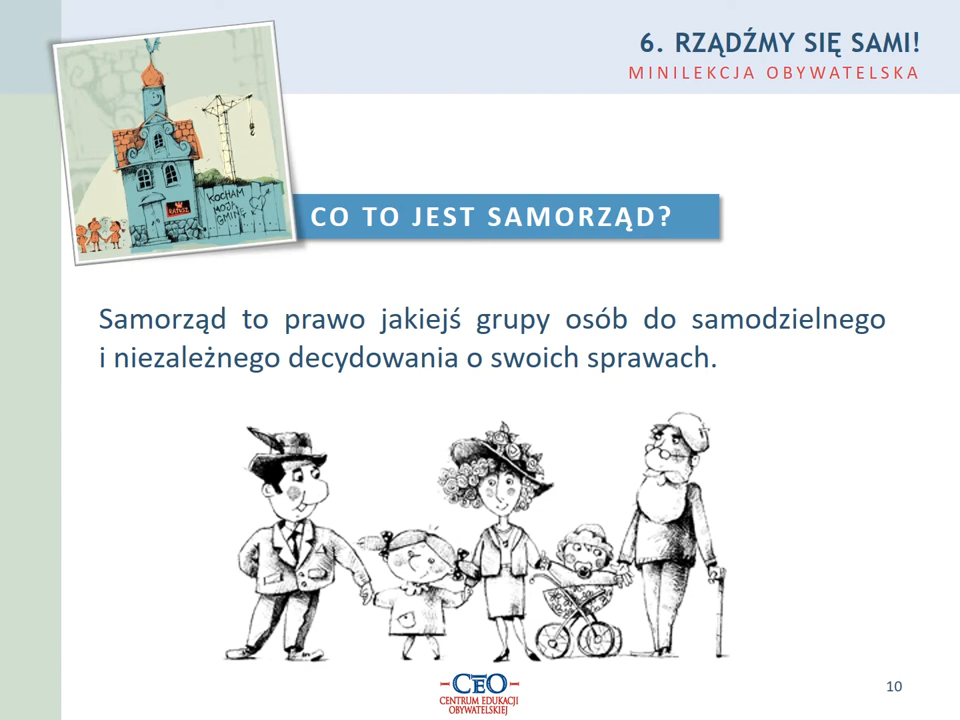 6. RZĄDŹMY SIĘ SAMI!
MINILEKCJA OBYWATELSKA
RATUSZ
KOCHAM
MOJĄ
GMINĘ
CO TO JEST SAMORZĄD?
Samorząd to prawo jakiejś grupy osób do samodzielnego
i niezależnego decydowania o swoich sprawach.
CEO
CENTRUM EDUKACJI
OBYWATELSKIEJ
10